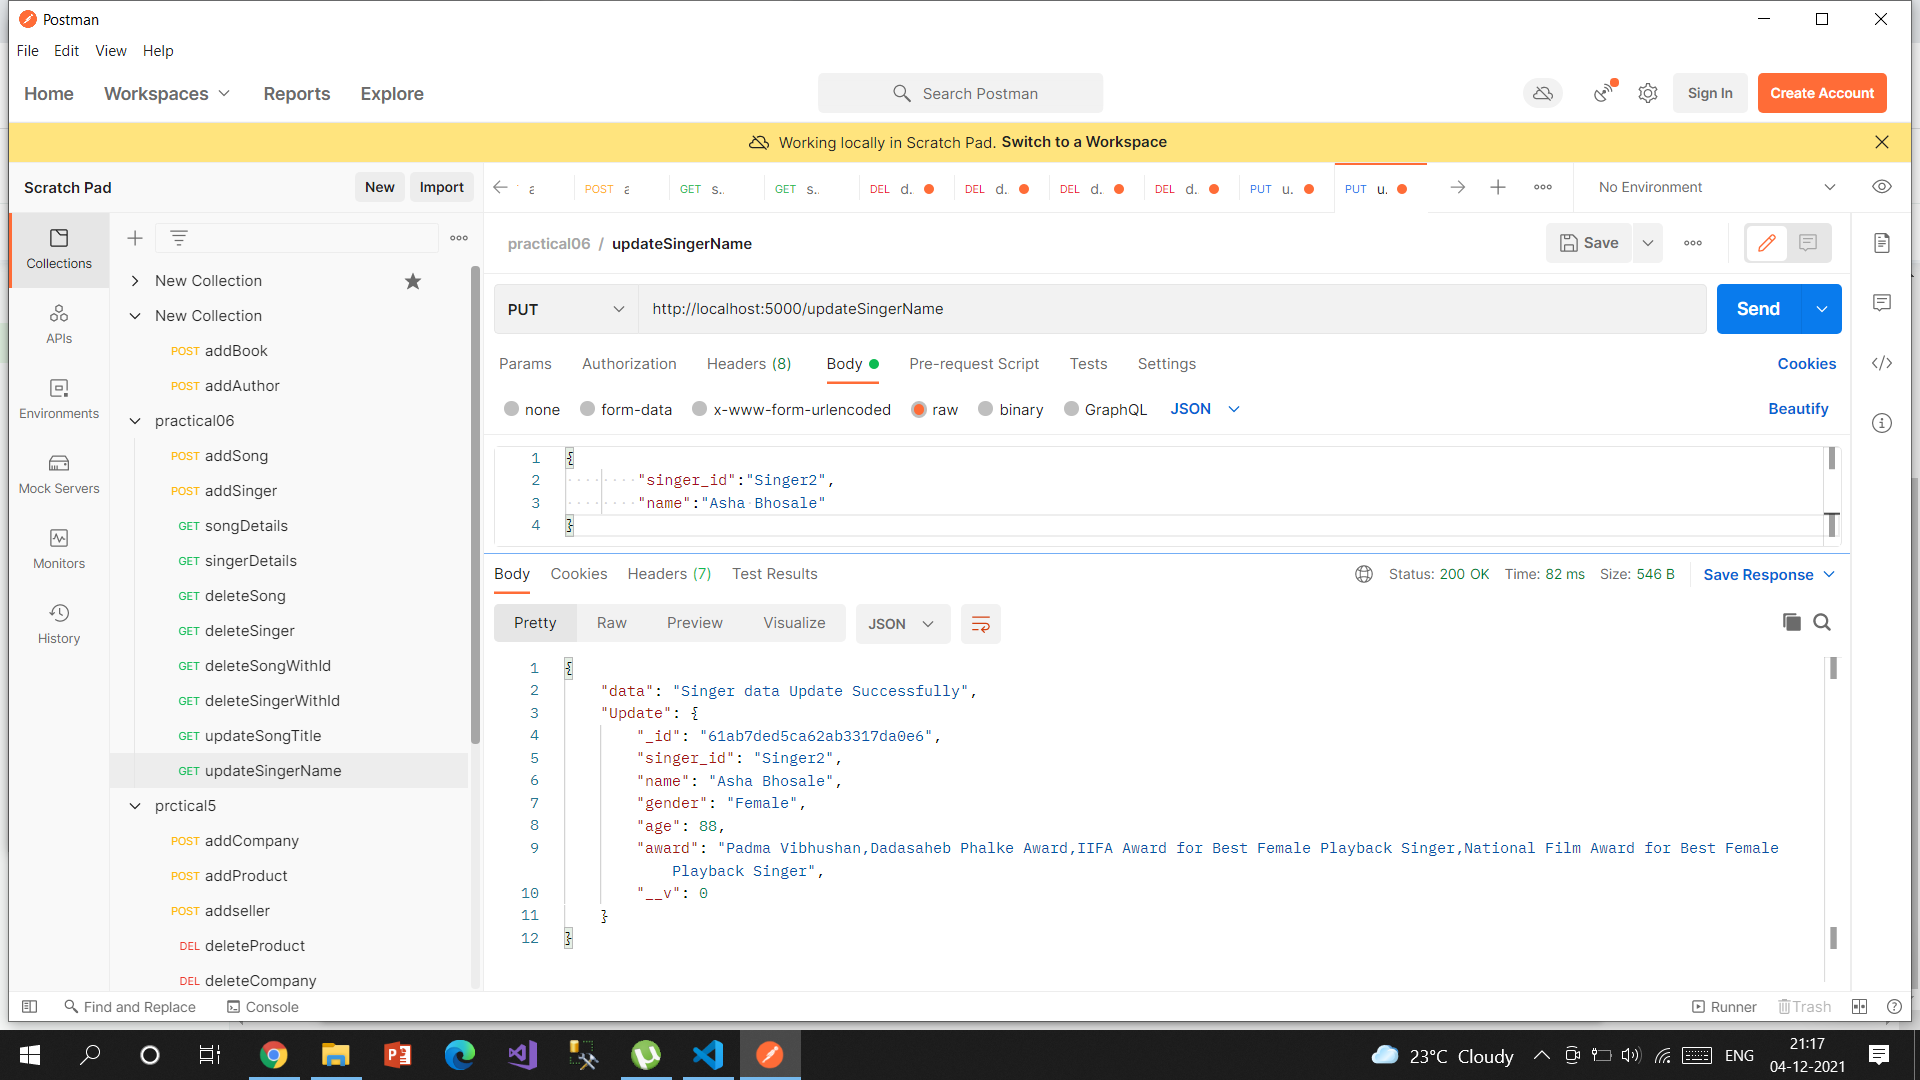 Postman
File Edit View Help
Home Workspaces Reports Explore Search Postman Sign In Create Account
Working locally in Scratch Pad. Switch to a Workspace
Scratch Pad New Import
POST GET s.. GET s.. DEL d. DEL d. DEL d. DEL d. PUT u. PUT u. No Environment
Collections
APIs
Environments
Mock Servers
Monitors
History
New Collection
New Collection
POST addBook
POST addAuthor
practical06
POST addSong
POST addSinger
GET songDetails
GET singerDetails
GET deleteSong
GET deleteSinger
GET deleteSongWithId
GET deleteSingerWithId
GET updateSongTitle
GET updateSingerName
prctical5
POST addCompany
POST addProduct
POST addseller
DEL deleteProduct
DEL deleteCompany
practical06 / updateSingerName Save
PUT http://localhost:5000/updateSingerName Send
Params Authorization Headers (8) Body Pre-request Script Tests Settings Cookies
none form-data x-www-form-urlencoded raw binary GraphQL JSON Beautify
1 {
2 "singer_id":"Singer2",
3 "name":"Asha Bhosale"
4 }
Body Cookies Headers (7) Test Results Status: 200 OK Time: 82 ms Size: 546 B Save Response
Pretty Raw Preview Visualize JSON
1 {
2 "data": "Singer data Update Successfully",
3 "Update": {
4 "_id": "61ab7ded5ca62ab3317da0e6",
5 "singer_id": "Singer2",
6 "name": "Asha Bhosale",
7 "gender": "Female",
8 "age": 88,
9 "award": "Padma Vibhushan,Dadasaheb Phalke Award,IIFA Award for Best Female Playback Singer,National Film Award for Best Female
Playback Singer",
10 "__v": 0
11 }
12 }
Find and Replace Console Runner Trash
23°C Cloudy ENG 21:17
04-12-2021